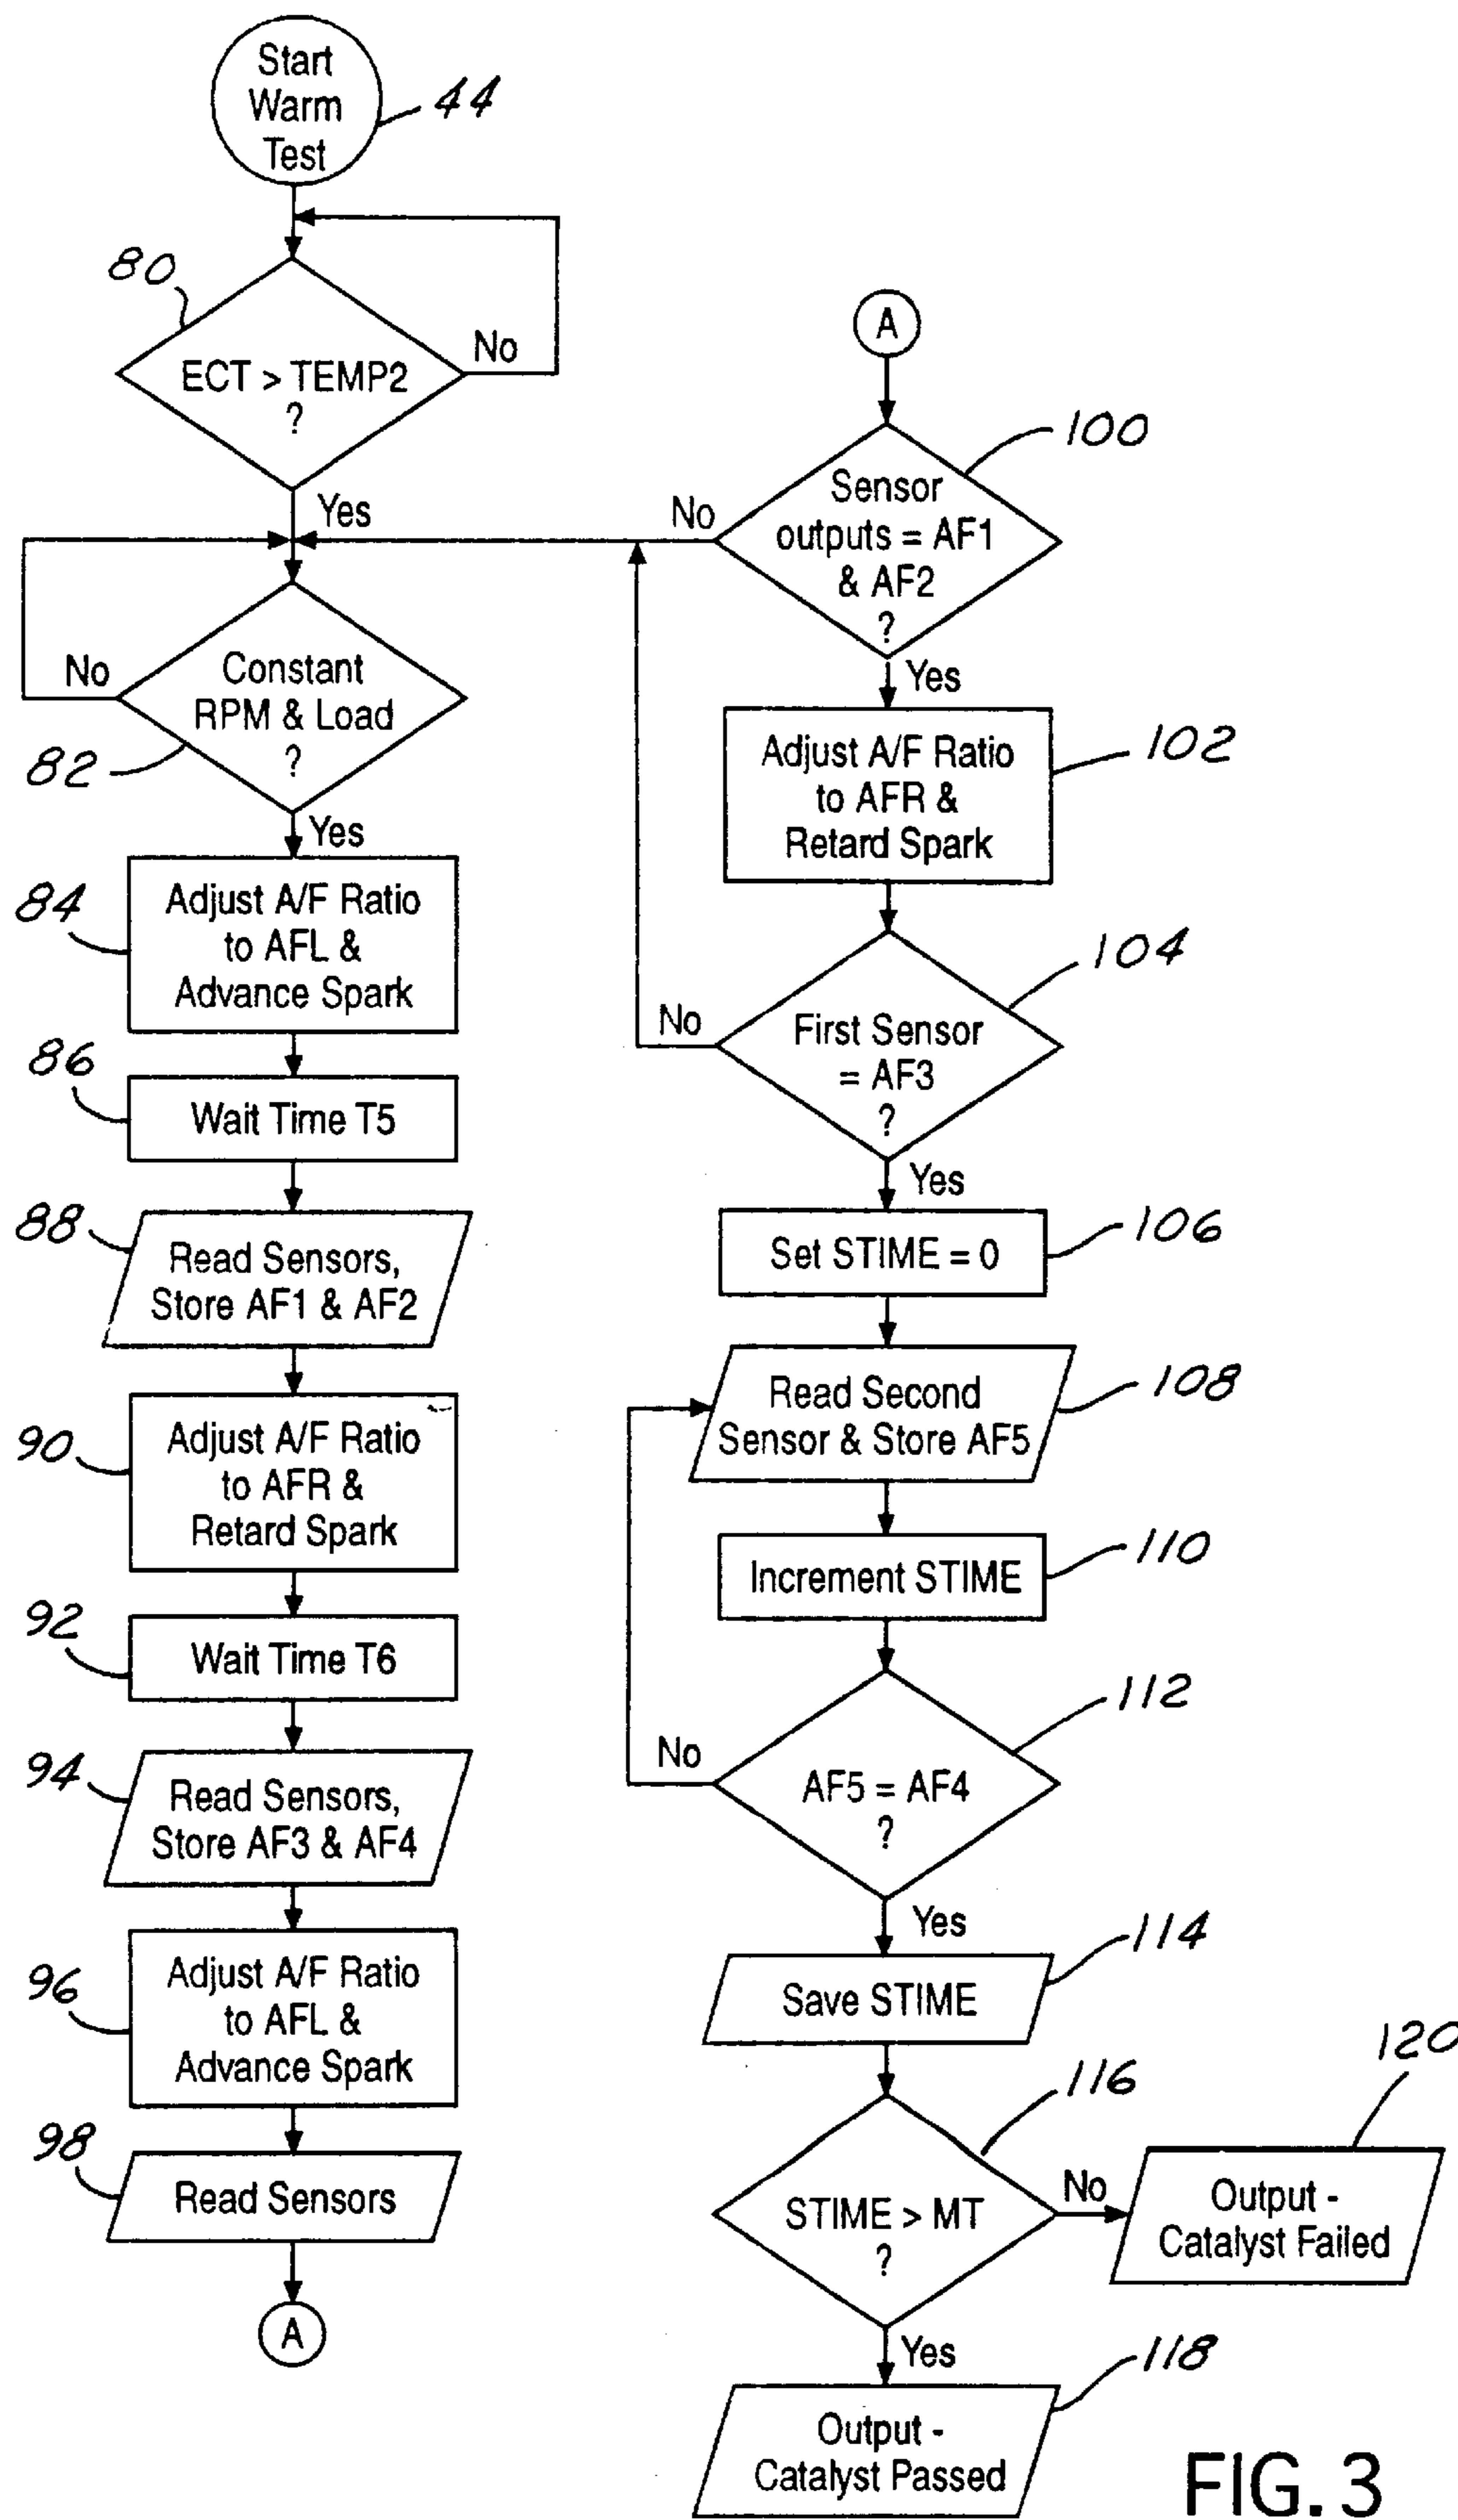 Start
Warm
Test
44
80
ECT > TEMP2
?
No
Yes
No
Constant
RPM & Load
?
82
Yes
84
Adjust A/F Ratio
to AFL &
Advance Spark
86
Wait Time T5
88
Read Sensors,
Store AF1 & AF2
90
Adjust A/F Ratio
to AFR &
Retard Spark
92
Wait Time T6
94
Read Sensors,
Store AF3 & AF4
96
Adjust A/F Ratio
to AFL &
Advance Spark
98
Read Sensors
A
A
100
Sensor
outputs = AF1
& AF2
?
No
Yes
102
Adjust A/F Ratio
to AFR &
Retard Spark
104
First Sensor
= AF3
?
No
Yes
Set STIME = 0
106
Read Second
Sensor & Store AF5
108
Increment STIME
110
112
AF5 = AF4
?
No
Yes
114
Save STIME
116
STIME > MT
?
No
120
Output -
Catalyst Failed
Yes
118
Output -
Catalyst Passed
FIG. 3